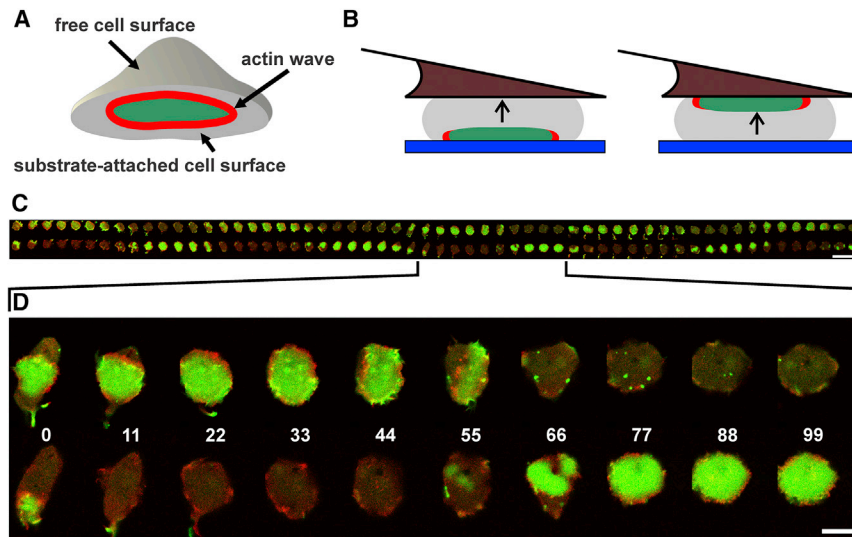 A
free cell surface
actin wave
substrate-attached cell surface
B
C
D
0 11 22 33 44 55 66 77 88 99